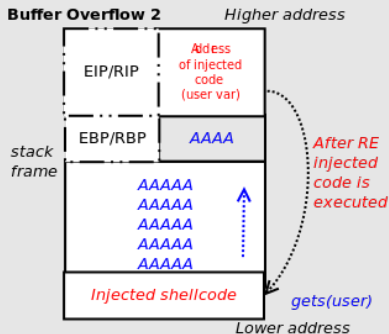 Buffer Overflow 2
Higher address
EIP/RIP
Address
of injected
code
(user var)
EBP/RBP
AAAA
stack
frame
After RE
injected
code is
executed
AAAAA
AAAAA
AAAAA
AAAAA
AAAAA
Injected shellcode
gets(user)
Lower address